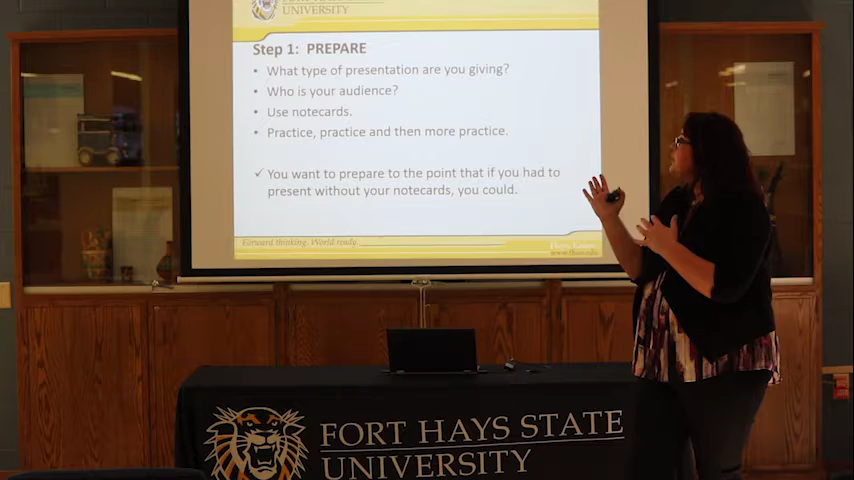 UNIVERSITY
Step 1: PREPARE
• What type of presentation are you giving?
• Who is your audience?
• Use notecards.
• Practice, practice and then more practice.
✓ You want to prepare to the point that if you had to
present without your notecards, you could.
Forward thinking. World ready.
FORT HAYS STATE
UNIVERSITY